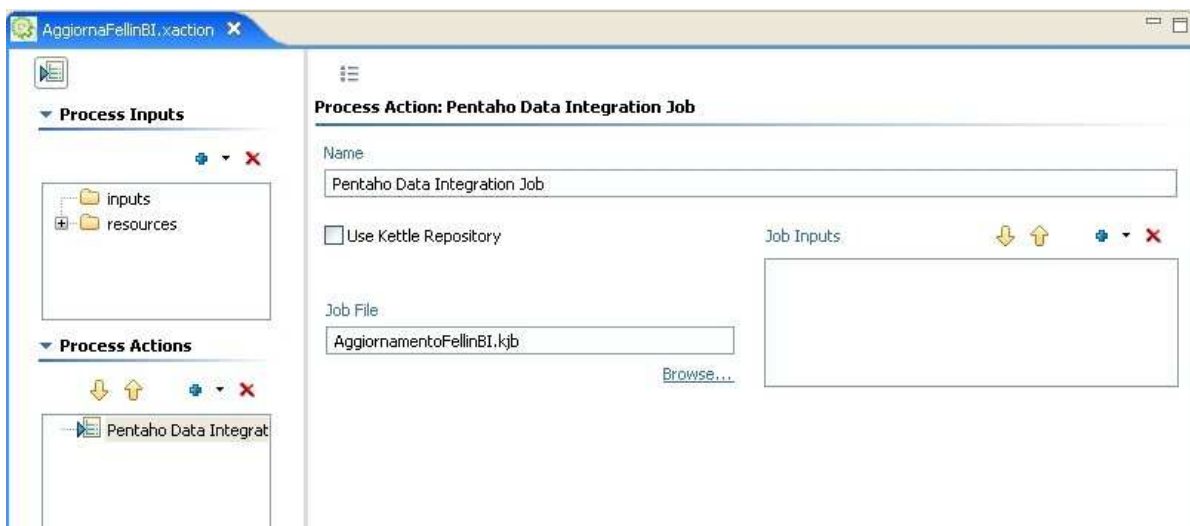 AggiornaFellinBI.xaction
Process Inputs
inputs
resources
Process Actions
Pentaho Data Integrat
Process Action: Pentaho Data Integration Job
Name
Pentaho Data Integration Job
Use Kettle Repository
Job Inputs
Job File
AggiornamentoFellinBI.kjb
Browse...